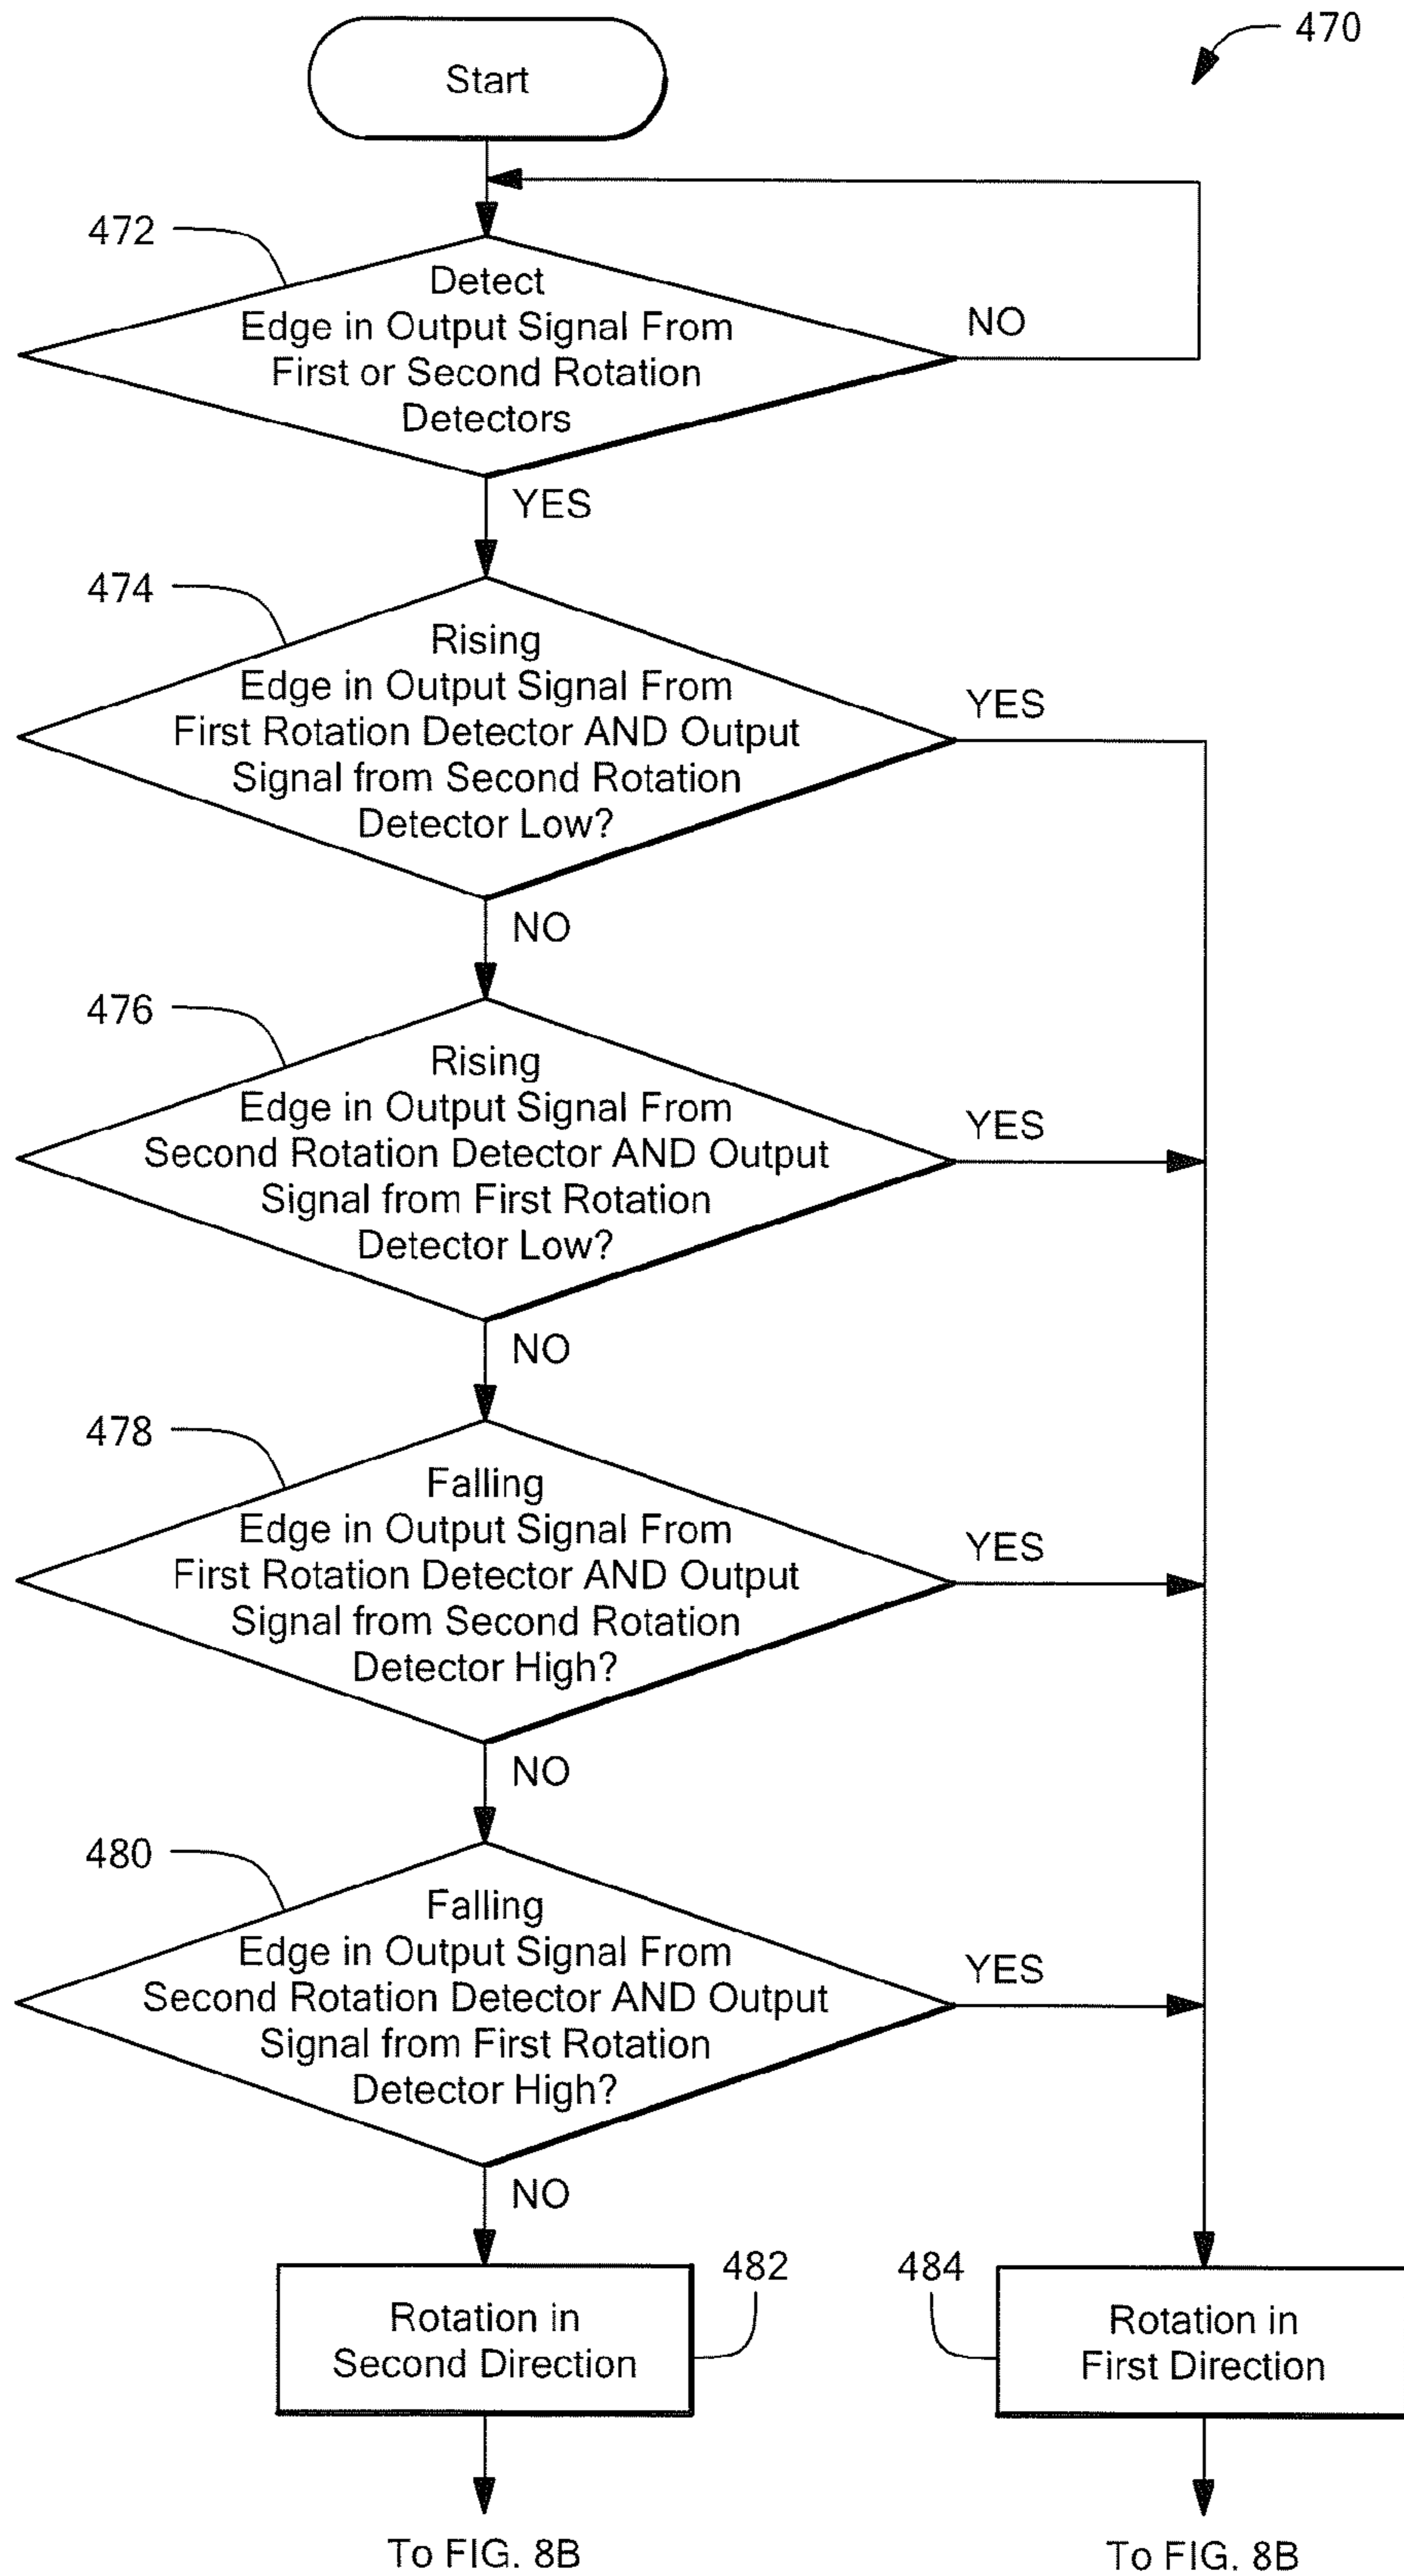 470
Start
472
Detect
Edge in Output Signal From
First or Second Rotation
Detectors
NO
YES
474
Rising
Edge in Output Signal From
First Rotation Detector AND Output
Signal from Second Rotation
Detector Low?
YES
NO
476
Rising
Edge in Output Signal From
Second Rotation Detector AND Output
Signal from First Rotation
Detector Low?
YES
NO
478
Falling
Edge in Output Signal From
First Rotation Detector AND Output
Signal from Second Rotation
Detector High?
YES
NO
480
Falling
Edge in Output Signal From
Second Rotation Detector AND Output
Signal from First Rotation
Detector High?
YES
NO
482
Rotation in
Second Direction
484
Rotation in
First Direction
To FIG. 8B
To FIG. 8B